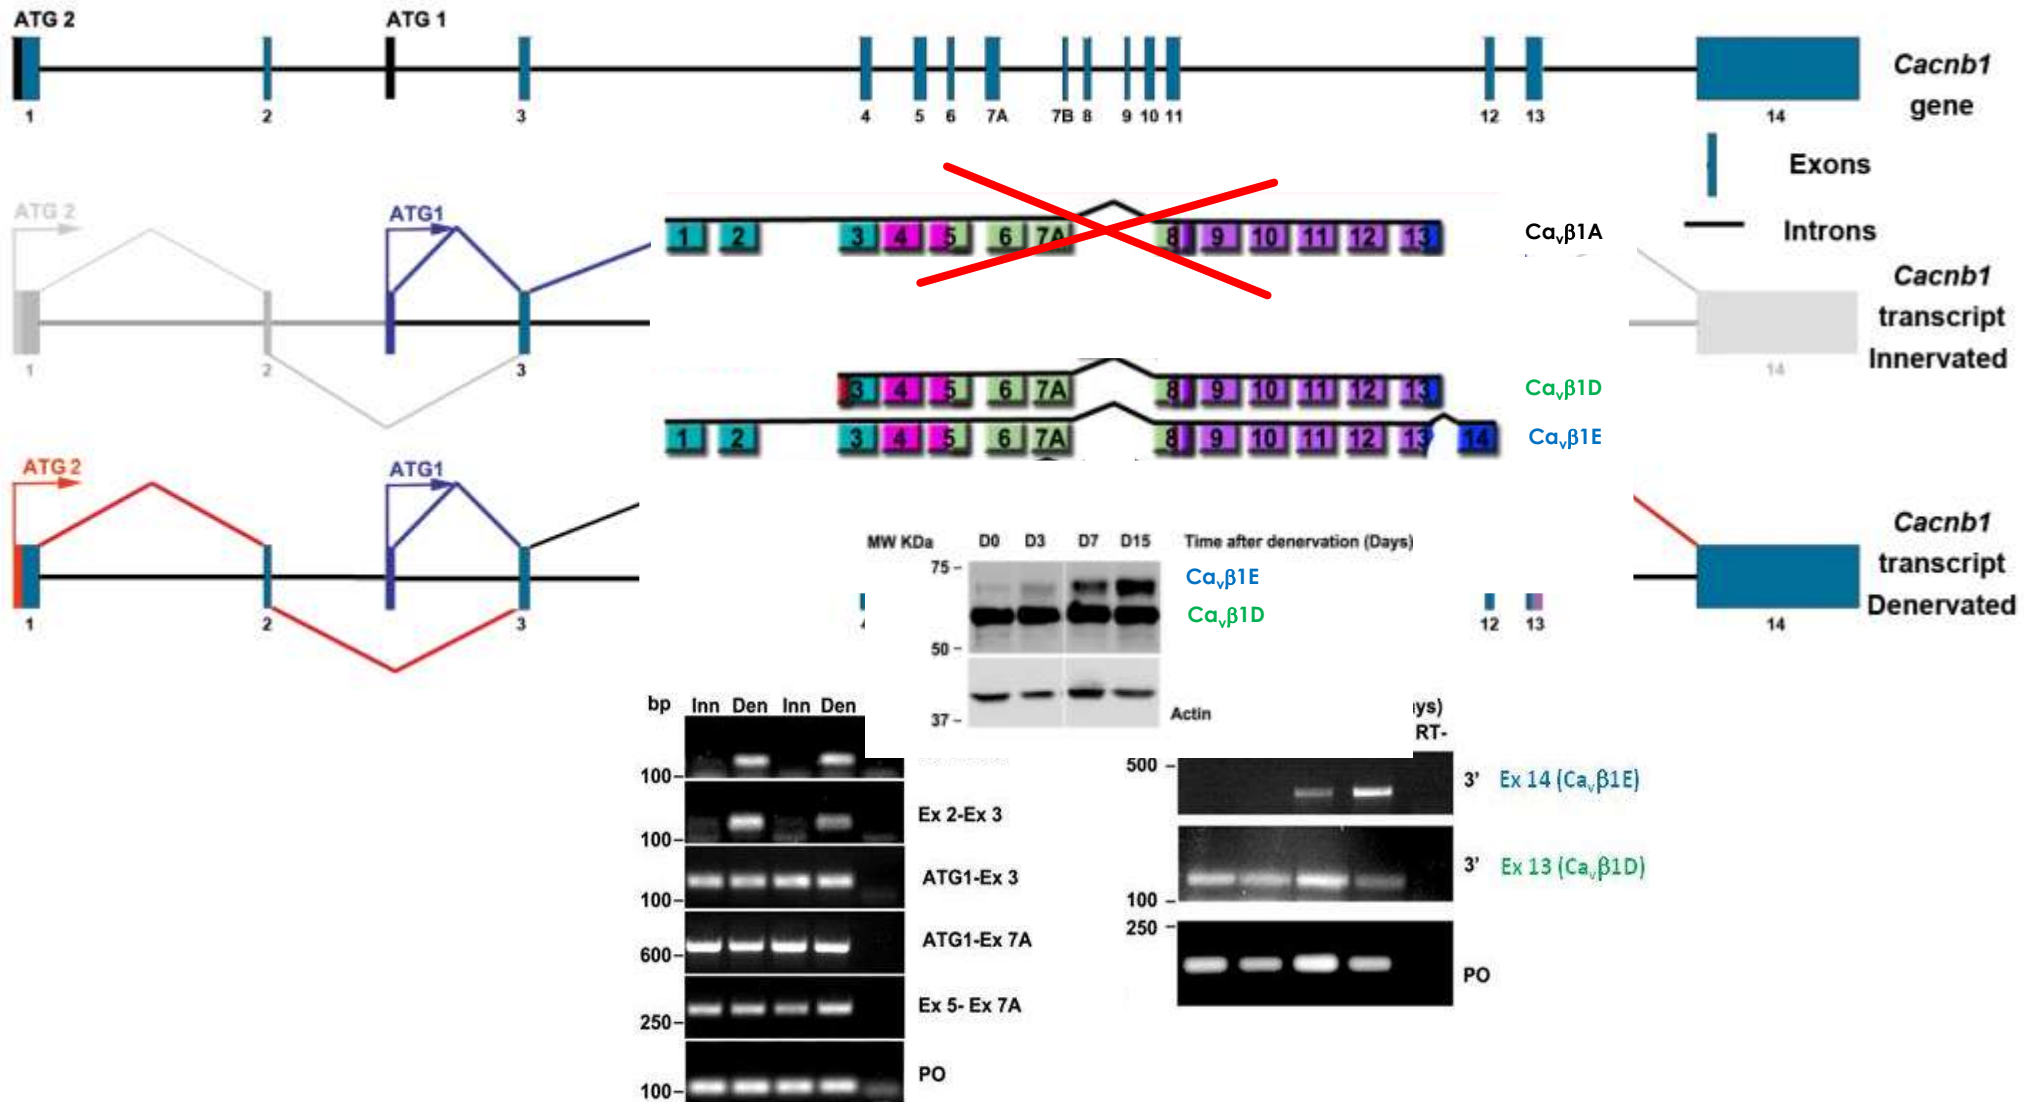 ATG 2 ATG 1
Cacnb1
gene
1 2 3 4 5 6 7A 7B 8 9 10 11 12 13 14
Exons
Introns
ATG 2 ATG1
1 2 3 4 5 6 7A 8 9 10 11 12 13 Caᵥβ1A
Cacnb1
transcript
Innervated
1 2 3 14
3 4 5 6 7A 8 9 10 11 12 13 Caᵥβ1D
1 2 3 4 5 6 7A 8 9 10 11 12 13 14 Caᵥβ1E
ATG 2 ATG1
Cacnb1
transcript
Denervated
1 2 3 12 13 14
MW KDa D0 D3 D7 D15 Time after denervation (Days)
75 –
Caᵥβ1E
Caᵥβ1D
50 –
37 –
Actin
bp Inn Den Inn Den
100 –
Ex 2-Ex 3
100 –
ATG1-Ex 3
100 –
ATG1-Ex 7A
600 –
Ex 5- Ex 7A
250 –
PO
100 –
ys)
RT-
500 –
3' Ex 14 (Caᵥβ1E)
3' Ex 13 (Caᵥβ1D)
100 –
250 –
PO